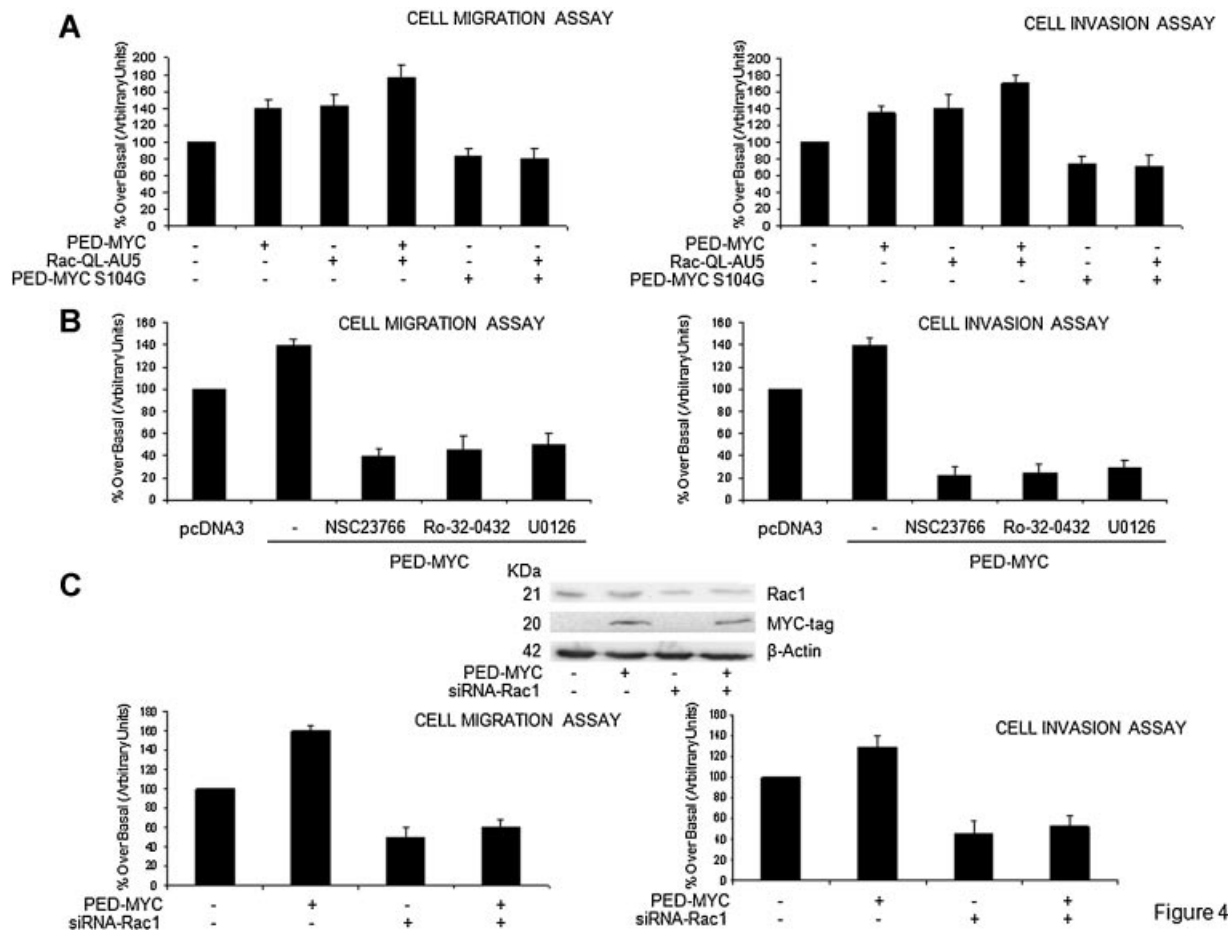 A
CELL MIGRATION ASSAY
% Over Basal (Arbitrary Units)
200
180
160
140
120
100
80
60
40
20
0
PED-MYC - + - + - -
Rac-QL-AU5 - - + + - +
PED-MYC S104G - - - - + +
CELL INVASION ASSAY
% Over Basal (Arbitrary Units)
200
180
160
140
120
100
80
60
40
20
0
PED-MYC - + - + - -
Rac-QL-AU5 - - + + - +
PED-MYC S104G - - - - + +
B
CELL MIGRATION ASSAY
% Over Basal (Arbitrary Units)
160
140
120
100
80
60
40
20
0
pcDNA3 - NSC23766 Ro-32-0432 U0126
PED-MYC
CELL INVASION ASSAY
% Over Basal (Arbitrary Units)
160
140
120
100
80
60
40
20
0
pcDNA3 - NSC23766 Ro-32-0432 U0126
PED-MYC
C
KDa
21 Rac1
20 MYC-tag
42 β-Actin
PED-MYC - + - +
siRNA-Rac1 - - + +
CELL MIGRATION ASSAY
% Over Basal (Arbitrary Units)
180
160
140
120
100
80
60
40
20
0
PED-MYC - + - +
siRNA-Rac1 - - + +
CELL INVASION ASSAY
% Over Basal (Arbitrary Units)
160
140
120
100
80
60
40
20
0
PED-MYC - + - +
siRNA-Rac1 - - + +
Figure 4